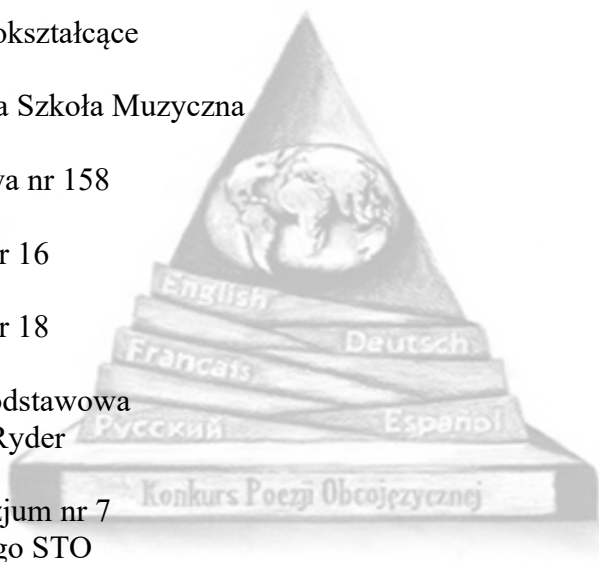 okształcące
a Szkoła Muzyczna
va nr 158
r 16
English
r 18
Deutsch
Français
odstawowa
Русский
Español
Ryder
Konkurs Poezji Obcojęzycznej
zjum nr 7
go STO